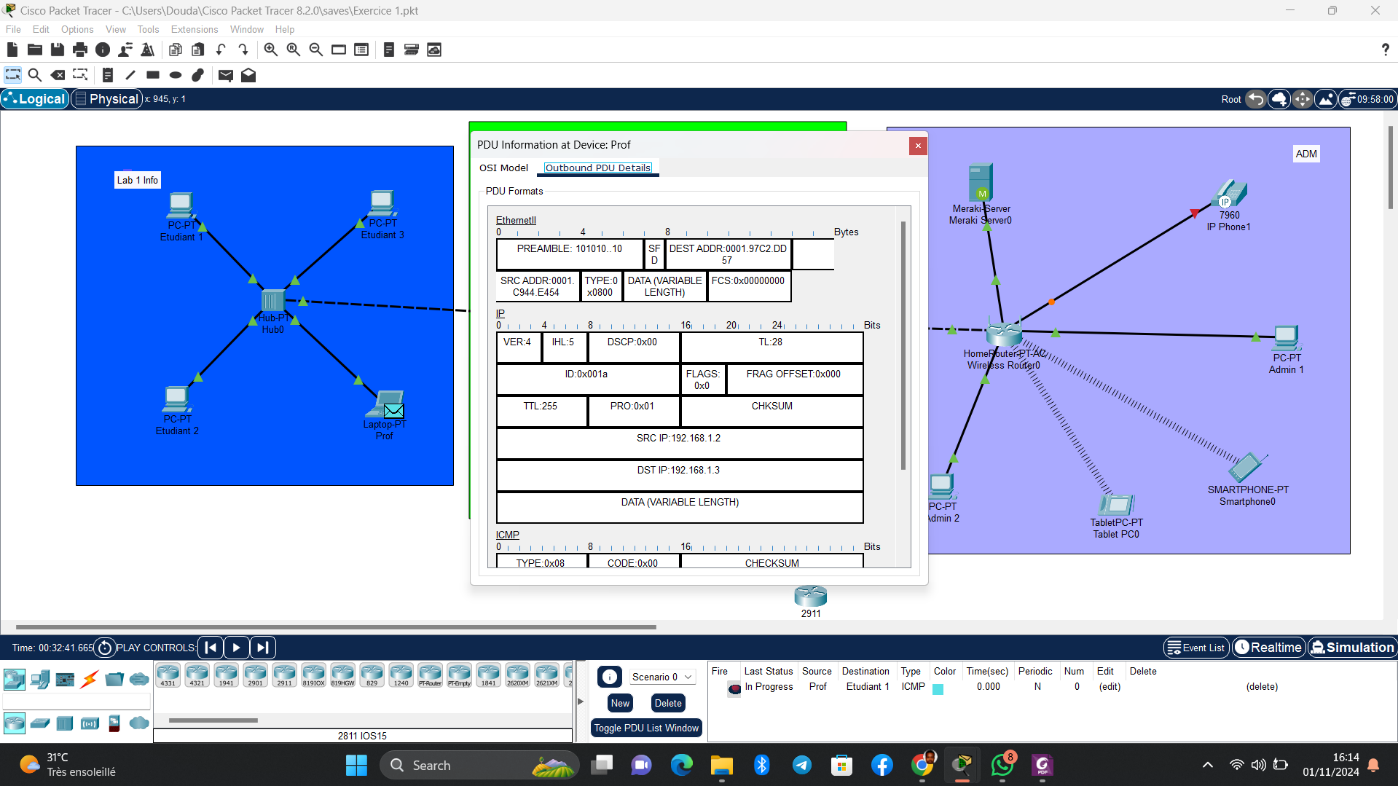 Cisco Packet Tracer - C:\Users\Douda\Cisco Packet Tracer 8.2.0\saves\Exercice 1.pkt
File Edit Options View Tools Extensions Window Help
?
Logical Physical x: 945, y: 1
Root 09:58:00
Lab 1 Info
PC-PT
Etudiant 1
PC-PT
Etudiant 3
Hub-PT
Hub0
PC-PT
Etudiant 2
Laptop-PT
Prof
PDU Information at Device: Prof
OSI Model Outbound PDU Details
PDU Formats
EthernetII
0 4 8 Bytes
PREAMBLE: 101010..10 SF D DEST ADDR:0001.97C2.DD 57
SRC ADDR:0001. C944.E454 TYPE:0 x0800 DATA (VARIABLE LENGTH) FCS:0x00000000
IP
0 4 8 16 20 24 Bits
VER:4 IHL:5 DSCP:0x00 TL:28
ID:0x001a FLAGS: 0x0 FRAG OFFSET:0x000
TTL:255 PRO:0x01 CHKSUM
SRC IP:192.168.1.2
DST IP:192.168.1.3
DATA (VARIABLE LENGTH)
ICMP
0 8 16 Bits
TYPE:0x08 CODE:0x00 CHECKSUM
ADM
M
Meraki-Server
Meraki Server0
IP
7960
IP Phone1
HomeRouter-PT-AC
Wireless Router0
PC-PT
Admin 1
PC-PT
Admin 2
SMARTPHONE-PT
Smartphone0
TabletPC-PT
Tablet PC0
2911
Time: 00:32:41.665 PLAY CONTROLS:
Event List Realtime Simulation
4331 4321 1941 2901 2911 819IOX 819HGW 829 1240 PT-Router PT-Empty 1841 2620XM 2621XM
2811 IOS15
Scenario 0
New Delete
Toggle PDU List Window
Fire Last Status Source Destination Type Color Time(sec) Periodic Num Edit Delete
In Progress Prof Etudiant 1 ICMP 0.000 N 0 (edit) (delete)
31°C
Très ensoleillé
Search
8
16:14
01/11/2024